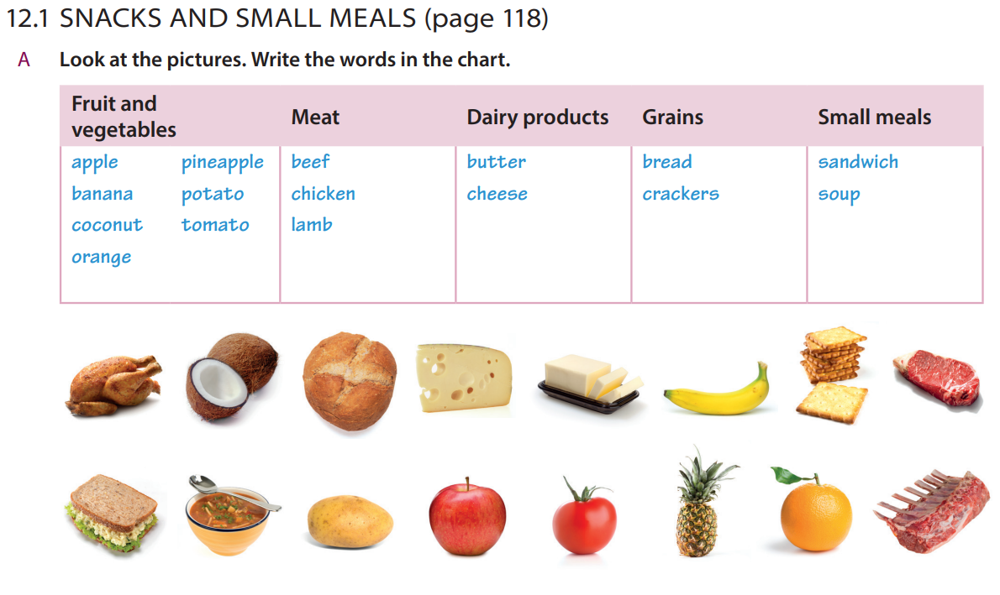 12.1 SNACKS AND SMALL MEALS (page 118)
A Look at the pictures. Write the words in the chart.
Fruit and vegetables
Meat
Dairy products
Grains
Small meals
apple
banana
coconut
orange
pineapple
potato
tomato
beef
chicken
lamb
butter
cheese
bread
crackers
sandwich
soup